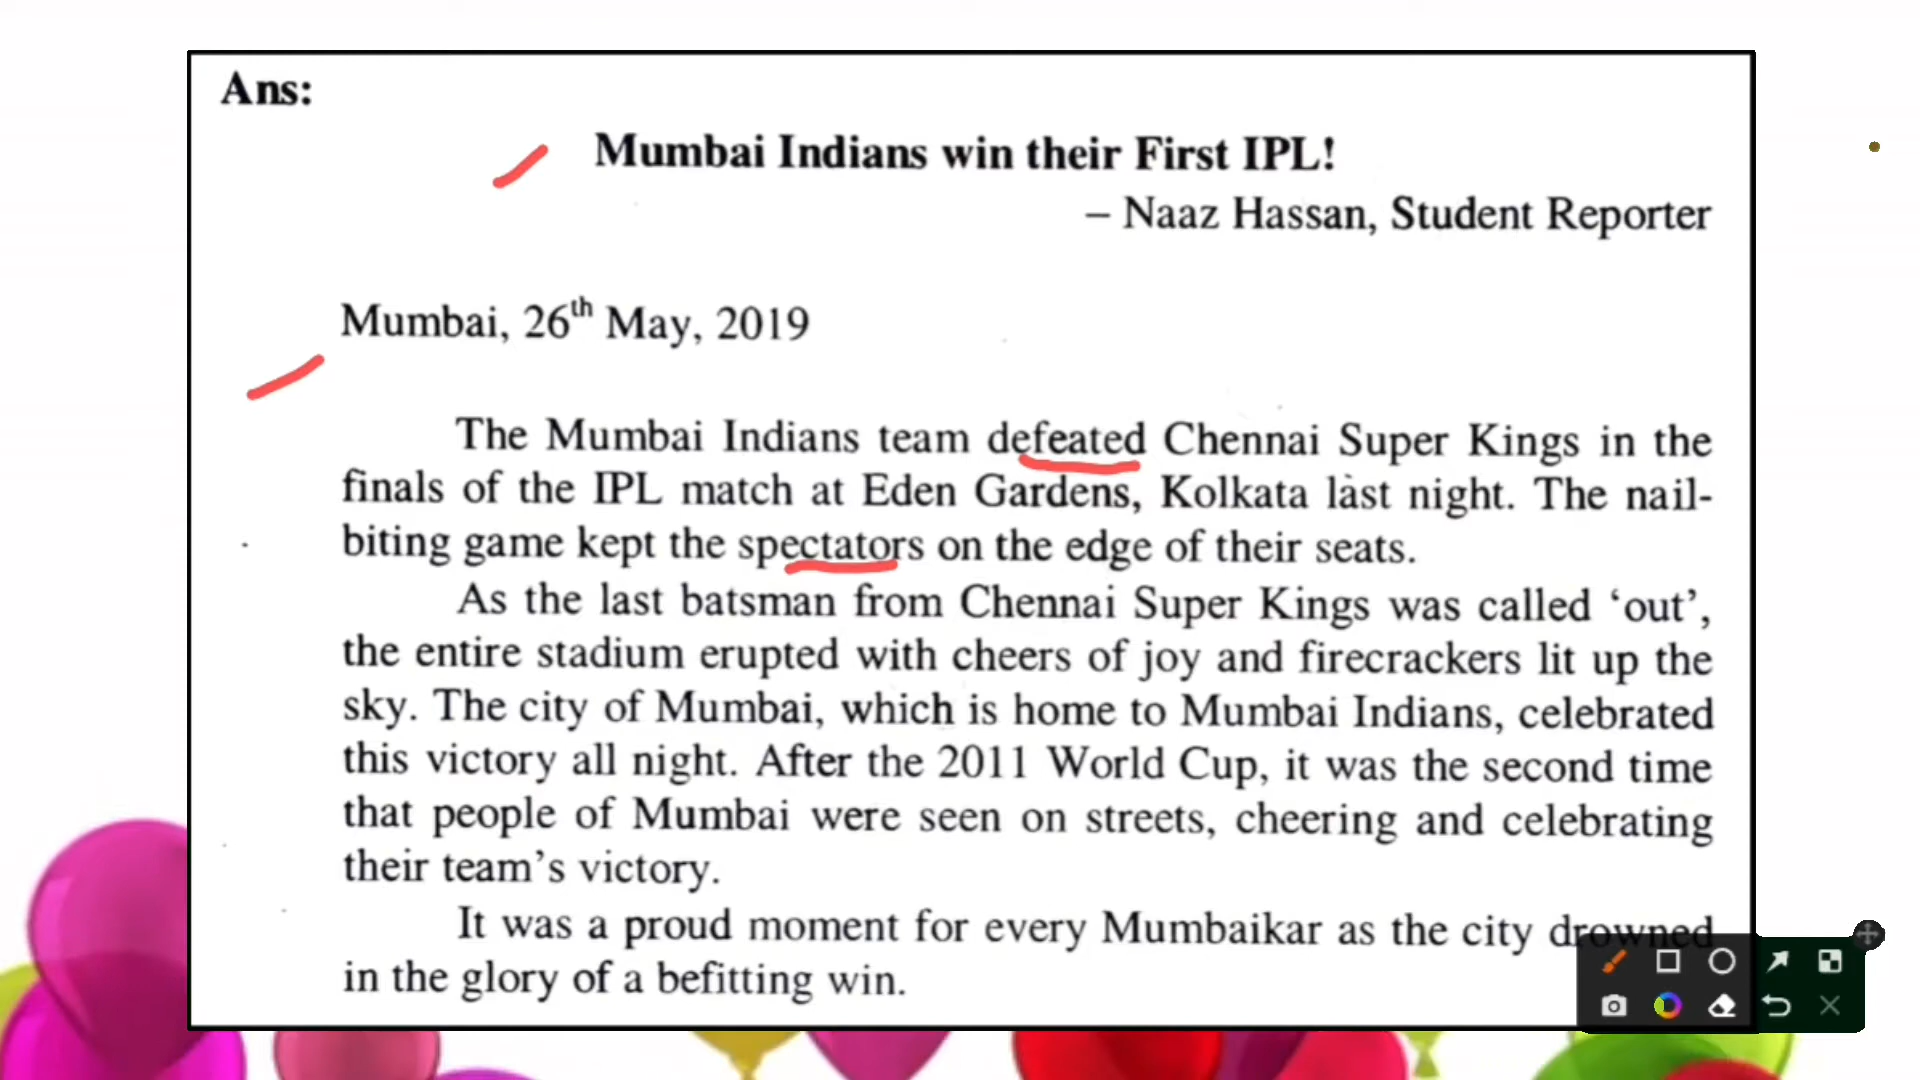 Ans:
Mumbai Indians win their First IPL!
– Naaz Hassan, Student Reporter
Mumbai, 26th May, 2019
The Mumbai Indians team defeated Chennai Super Kings in the
finals of the IPL match at Eden Gardens, Kolkata last night. The nail-
biting game kept the spectators on the edge of their seats.
As the last batsman from Chennai Super Kings was called ‘out’,
the entire stadium erupted with cheers of joy and firecrackers lit up the
sky. The city of Mumbai, which is home to Mumbai Indians, celebrated
this victory all night. After the 2011 World Cup, it was the second time
that people of Mumbai were seen on streets, cheering and celebrating
their team’s victory.
It was a proud moment for every Mumbaikar as the city drowned
in the glory of a befitting win.